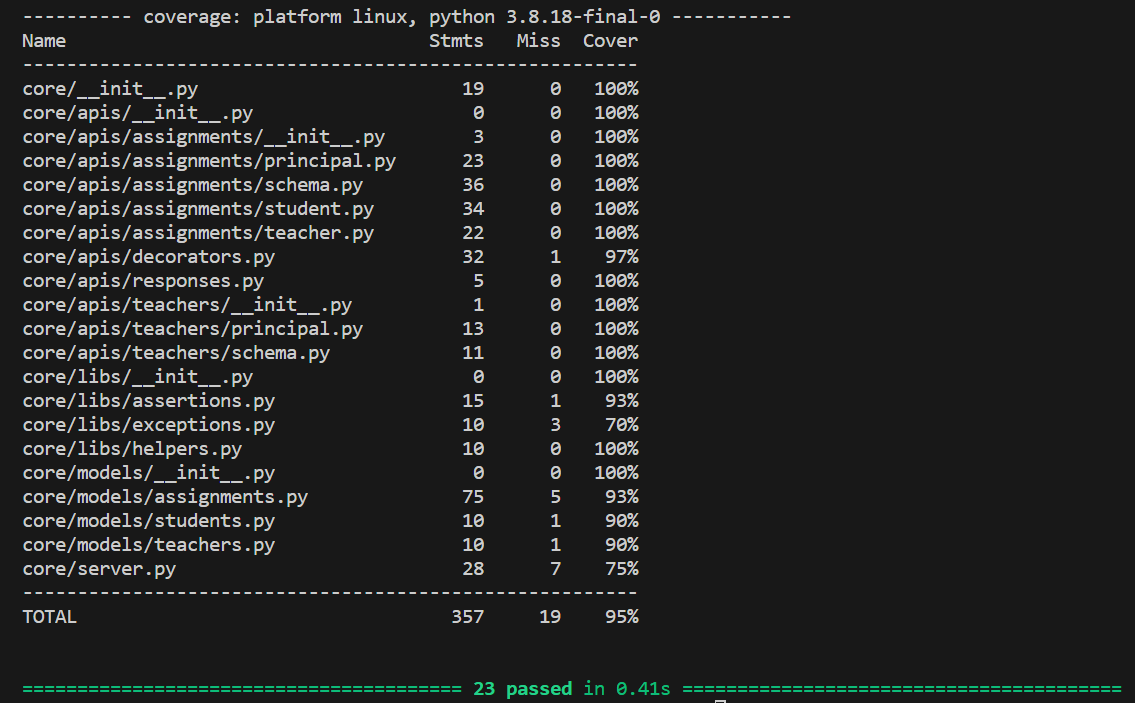 ---------- coverage: platform linux, python 3.8.18-final-0 -----------
Name                                 Stmts   Miss  Cover
--------------------------------------------------------
core/__init__.py                        19      0   100%
core/apis/__init__.py                    0      0   100%
core/apis/assignments/__init__.py        3      0   100%
core/apis/assignments/principal.py      23      0   100%
core/apis/assignments/schema.py         36      0   100%
core/apis/assignments/student.py        34      0   100%
core/apis/assignments/teacher.py        22      0   100%
core/apis/decorators.py                 32      1    97%
core/apis/responses.py                   5      0   100%
core/apis/teachers/__init__.py           1      0   100%
core/apis/teachers/principal.py         13      0   100%
core/apis/teachers/schema.py            11      0   100%
core/libs/__init__.py                    0      0   100%
core/libs/assertions.py                 15      1    93%
core/libs/exceptions.py                 10      3    70%
core/libs/helpers.py                    10      0   100%
core/models/__init__.py                  0      0   100%
core/models/assignments.py              75      5    93%
core/models/students.py                 10      1    90%
core/models/teachers.py                 10      1    90%
core/server.py                          28      7    75%
--------------------------------------------------------
TOTAL                                  357     19    95%
======================================== 23 passed in 0.41s ========================================